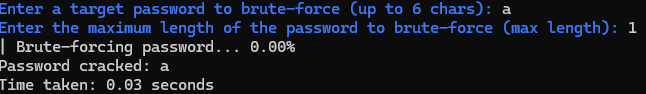 Enter a target password to brute-force (up to 6 chars): a
Enter the maximum length of the password to brute-force (max length): 1
| Brute-forcing password... 0.00%
Password cracked: a
Time taken: 0.03 seconds